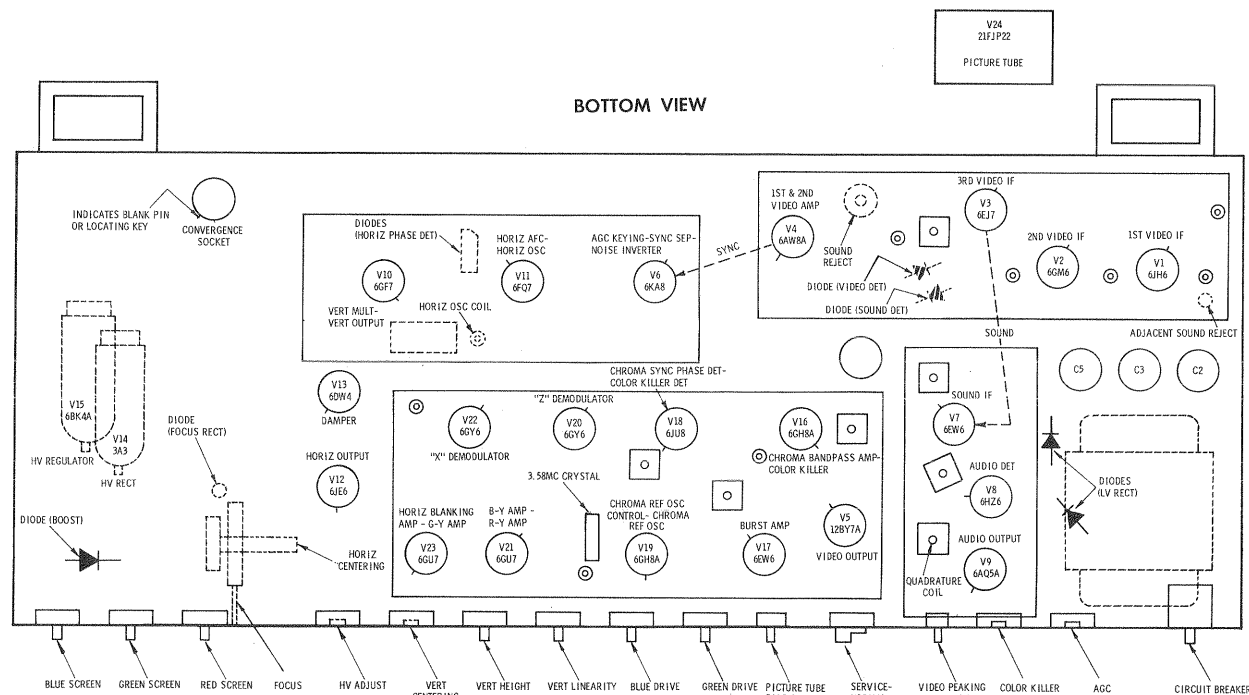 V24
21FJP22
PICTURE TUBE
BOTTOM VIEW
INDICATES BLANK PIN
OR LOCATING KEY
CONVERGENCE
SOCKET
DIODES
(HORIZ PHASE DET)
HORIZ AFC-
HORIZ OSC
AGC KEYING-SYNC SEP-
NOISE INVERTER
V10
6GF7
V11
6FQ7
V6
6KA8
VERT MULT-
VERT OUTPUT
HORIZ OSC COIL
SYNC
1ST & 2ND
VIDEO AMP
V4
6AW8A
SOUND
REJECT
3RD VIDEO IF
V3
6EJ7
2ND VIDEO IF
V2
6GM6
1ST VIDEO IF
V1
6JH6
DIODE (VIDEO DET)
DIODE (SOUND DET)
SOUND
ADJACENT SOUND REJECT
V15
6BK4A
V14
3A3
HV REGULATOR
HV RECT
DIODE
(FOCUS RECT)
V13
6DW4
DAMPER
HORIZ OUTPUT
V12
6JE6
CHROMA SYNC PHASE DET-
COLOR KILLER DET
"Z" DEMODULATOR
V22
6GY6
V20
6GY6
V18
6JU8
V16
6GH8A
"X" DEMODULATOR
CHROMA BANDPASS AMP-
COLOR KILLER
3.58MC CRYSTAL
SOUND IF
V7
6EW6
C5
C3
C2
AUDIO DET
V8
6HZ6
DIODES
(LV RECT)
DIODE (BOOST)
HORIZ
CENTERING
HORIZ BLANKING
AMP - G-Y AMP
V23
6GU7
B-Y AMP -
R-Y AMP
V21
6GU7
CHROMA REF OSC
CONTROL- CHROMA
REF OSC
V19
6GH8A
BURST AMP
V17
6EW6
V5
12BY7A
VIDEO OUTPUT
AUDIO OUTPUT
V9
6AQ5A
QUADRATURE
COIL
BLUE SCREEN
GREEN SCREEN
RED SCREEN
FOCUS
HV ADJUST
VERT
CENTERING
VERT HEIGHT
VERT LINEARITY
BLUE DRIVE
GREEN DRIVE
PICTURE TUBE
SERVICE-
VIDEO PEAKING
COLOR KILLER
AGC
CIRCUIT BREAKER